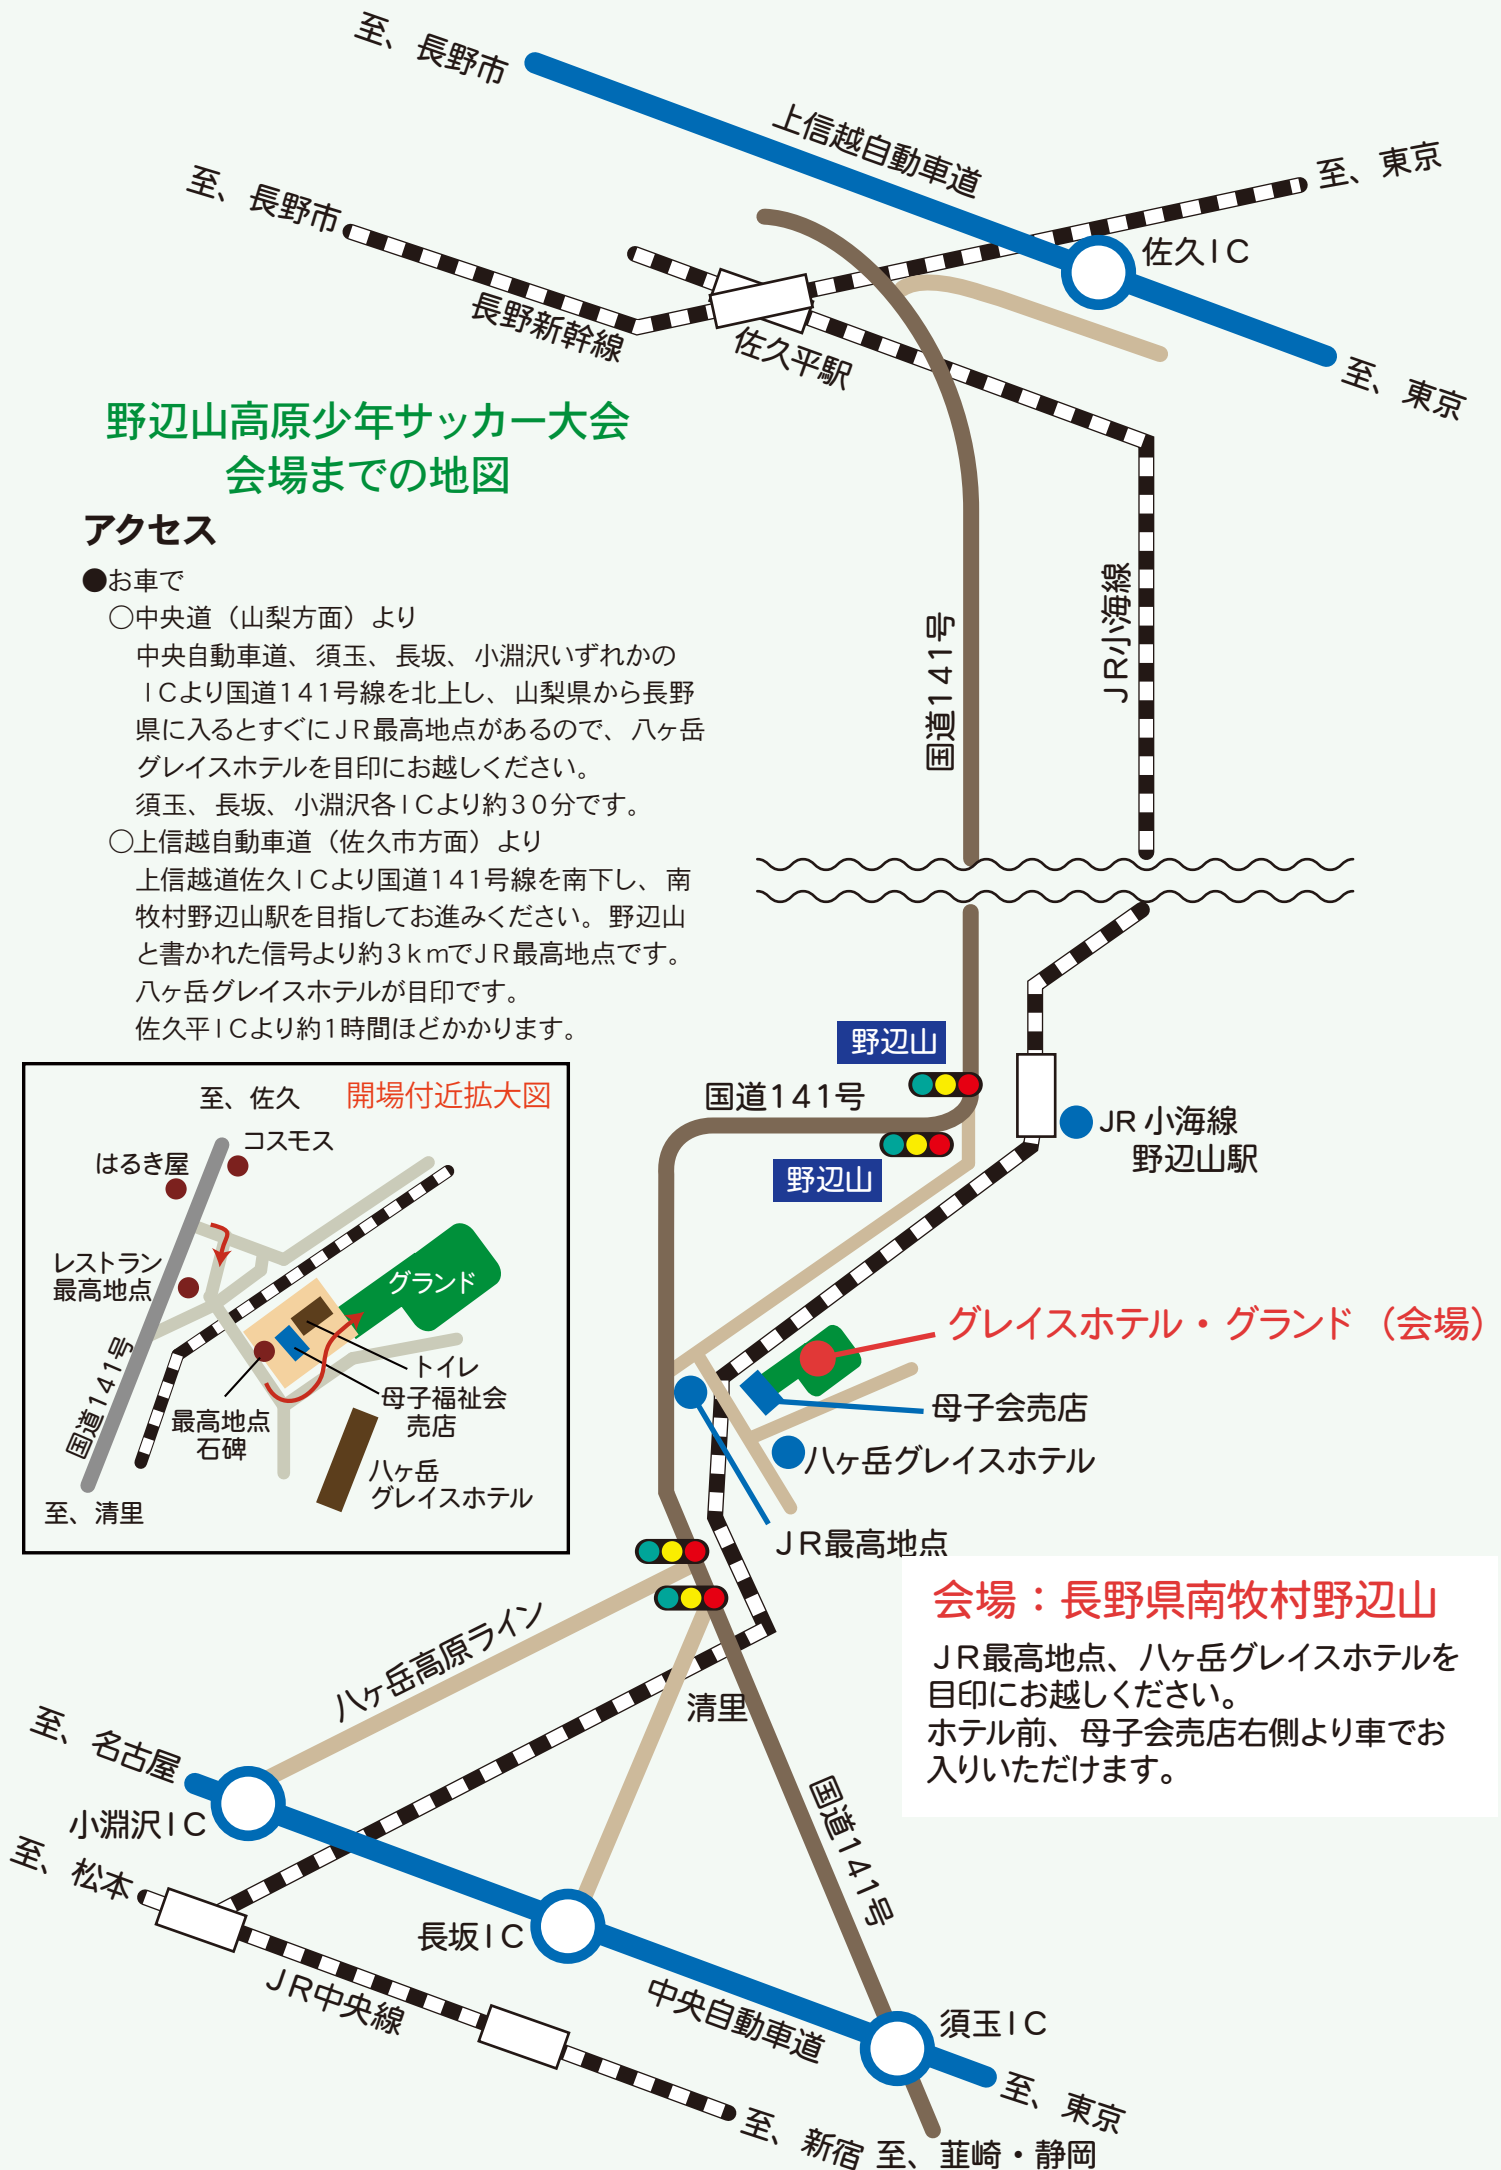 至、長野市
上信越自動車道
至、東京
至、長野市
佐久IC
長野新幹線
佐久平駅
至、東京
野辺山高原少年サッカー大会
会場までの地図
アクセス
●お車で
○中央道（山梨方面）より
中央自動車道、須玉、長坂、小淵沢いずれかの
ICより国道141号線を北上し、山梨県から長野
県に入るとすぐにJR最高地点があるので、八ヶ岳
グレイスホテルを目印にお越しください。
須玉、長坂、小淵沢各ICより約30分です。
○上信越自動車道（佐久市方面）より
上信越道佐久ICより国道141号線を南下し、南
牧村野辺山駅を目指してお進みください。野辺山
と書かれた信号より約3kmでJR最高地点です。
八ヶ岳グレイスホテルが目印です。
佐久平ICより約1時間ほどかかります。
国道141号
JR小海線
野辺山
国道141号
野辺山
JR小海線
野辺山駅
至、佐久
開場付近拡大図
コスモス
はるき屋
レストラン
最高地点
グランド
国道141号
トイレ
母子福祉会
売店
最高地点
石碑
八ヶ岳
グレイスホテル
至、清里
グレイスホテル・グランド（会場）
母子会売店
八ヶ岳グレイスホテル
JR最高地点
会場：長野県南牧村野辺山
JR最高地点、八ヶ岳グレイスホテルを
目印にお越しください。
ホテル前、母子会売店右側より車でお
入りいただけます。
八ヶ岳高原ライン
清里
至、名古屋
小淵沢IC
至、松本
国道141号
長坂IC
JR中央線
中央自動車道
須玉IC
至、東京
至、新宿
至、韮崎・静岡